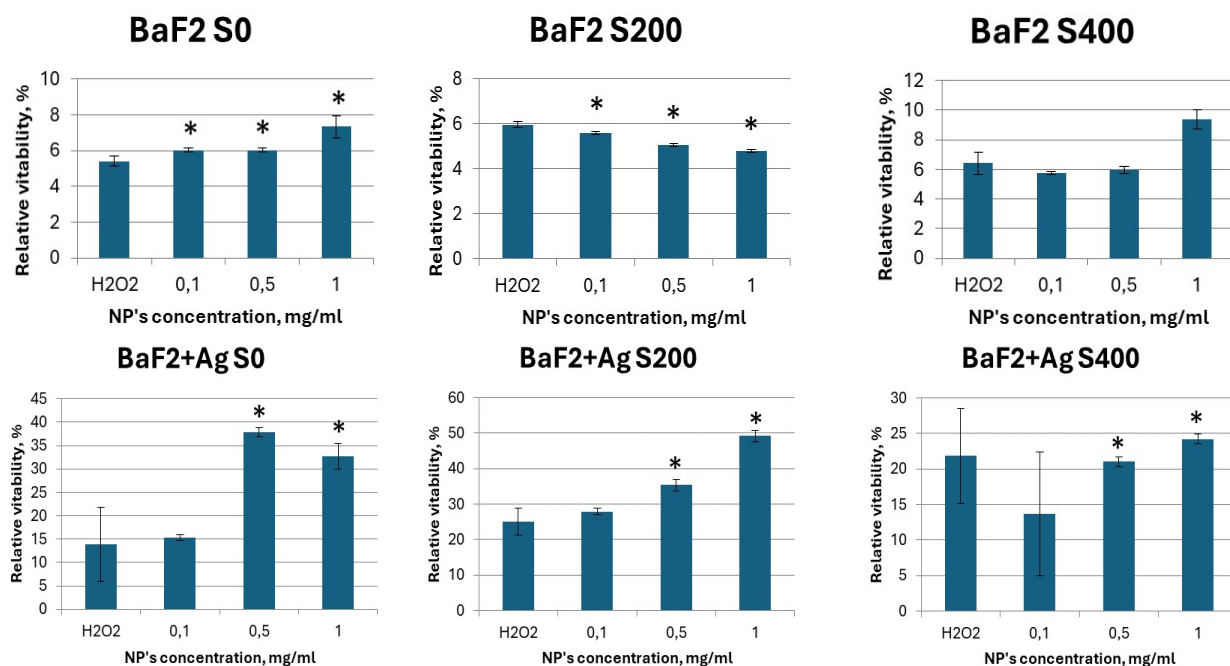 BaF2 S0
Relative vitability, %
10
8
6
4
2
0
*
*
*
H2O2 0,1 0,5 1
NP's concentration, mg/ml
BaF2 S200
Relative vitability, %
8
6
4
2
0
*
*
*
H2O2 0,1 0,5 1
NP's concentration, mg/ml
BaF2 S400
Relative vitability, %
12
10
8
6
4
2
0
H2O2 0,1 0,5 1
NP's concentration, mg/ml
BaF2+Ag S0
Relative vitability, %
45
40
35
30
25
20
15
10
5
0
*
*
H2O2 0,1 0,5 1
NP's concentration, mg/ml
BaF2+Ag S200
Relative vitability, %
60
50
40
30
20
10
0
*
*
H2O2 0,1 0,5 1
NP's concentration, mg/ml
BaF2+Ag S400
Relative vitability, %
30
25
20
15
10
5
0
*
*
H2O2 0,1 0,5 1
NP's concentration, mg/ml